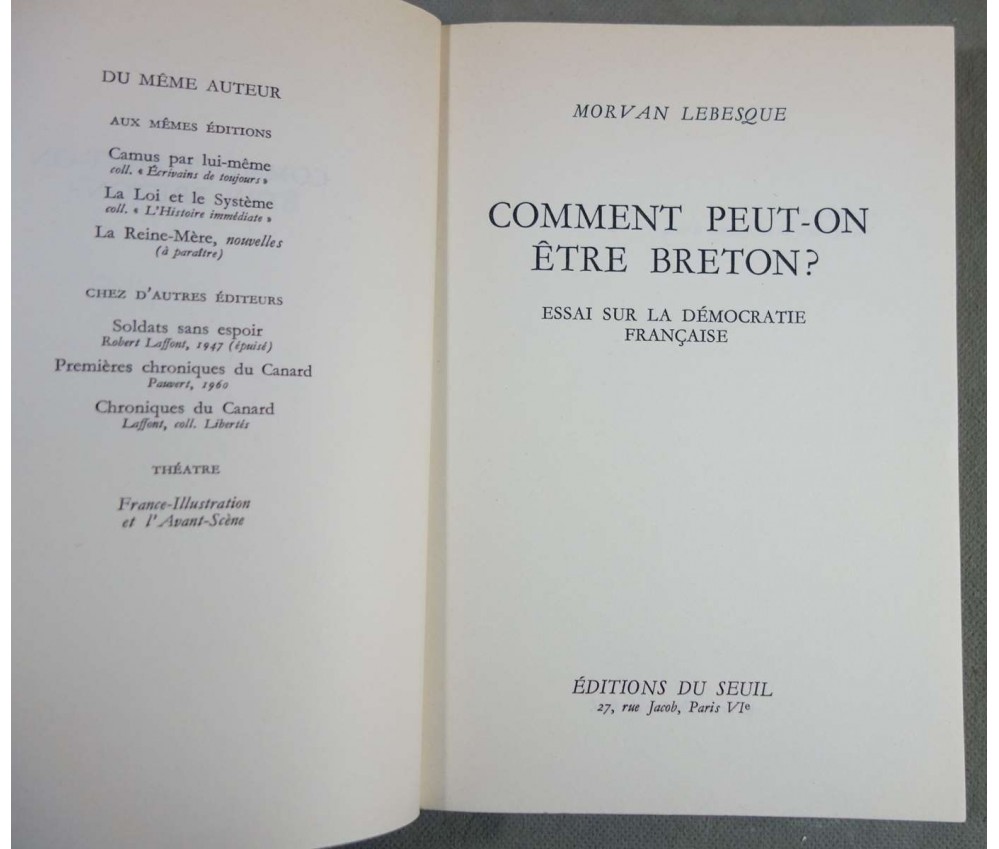 DU MÊME AUTEUR
AUX MÊMES ÉDITIONS
Camus par lui-même
coll. « Écrivains de toujours »
La Loi et le Système
coll. « L'Histoire immédiate »
La Reine-Mère, nouvelles
(à paraître)
CHEZ D'AUTRES ÉDITEURS
Soldats sans espoir
Robert Laffont, 1947 (épuisé)
Premières chroniques du Canard
Pauvert, 1960
Chroniques du Canard
Laffont, coll. Libertés
THÉATRE
France-Illustration
et l'Avant-Scène
MORVAN LEBESQUE
COMMENT PEUT-ON
ÊTRE BRETON?
ESSAI SUR LA DÉMOCRATIE
FRANÇAISE
ÉDITIONS DU SEUIL
27, rue Jacob, Paris VIe